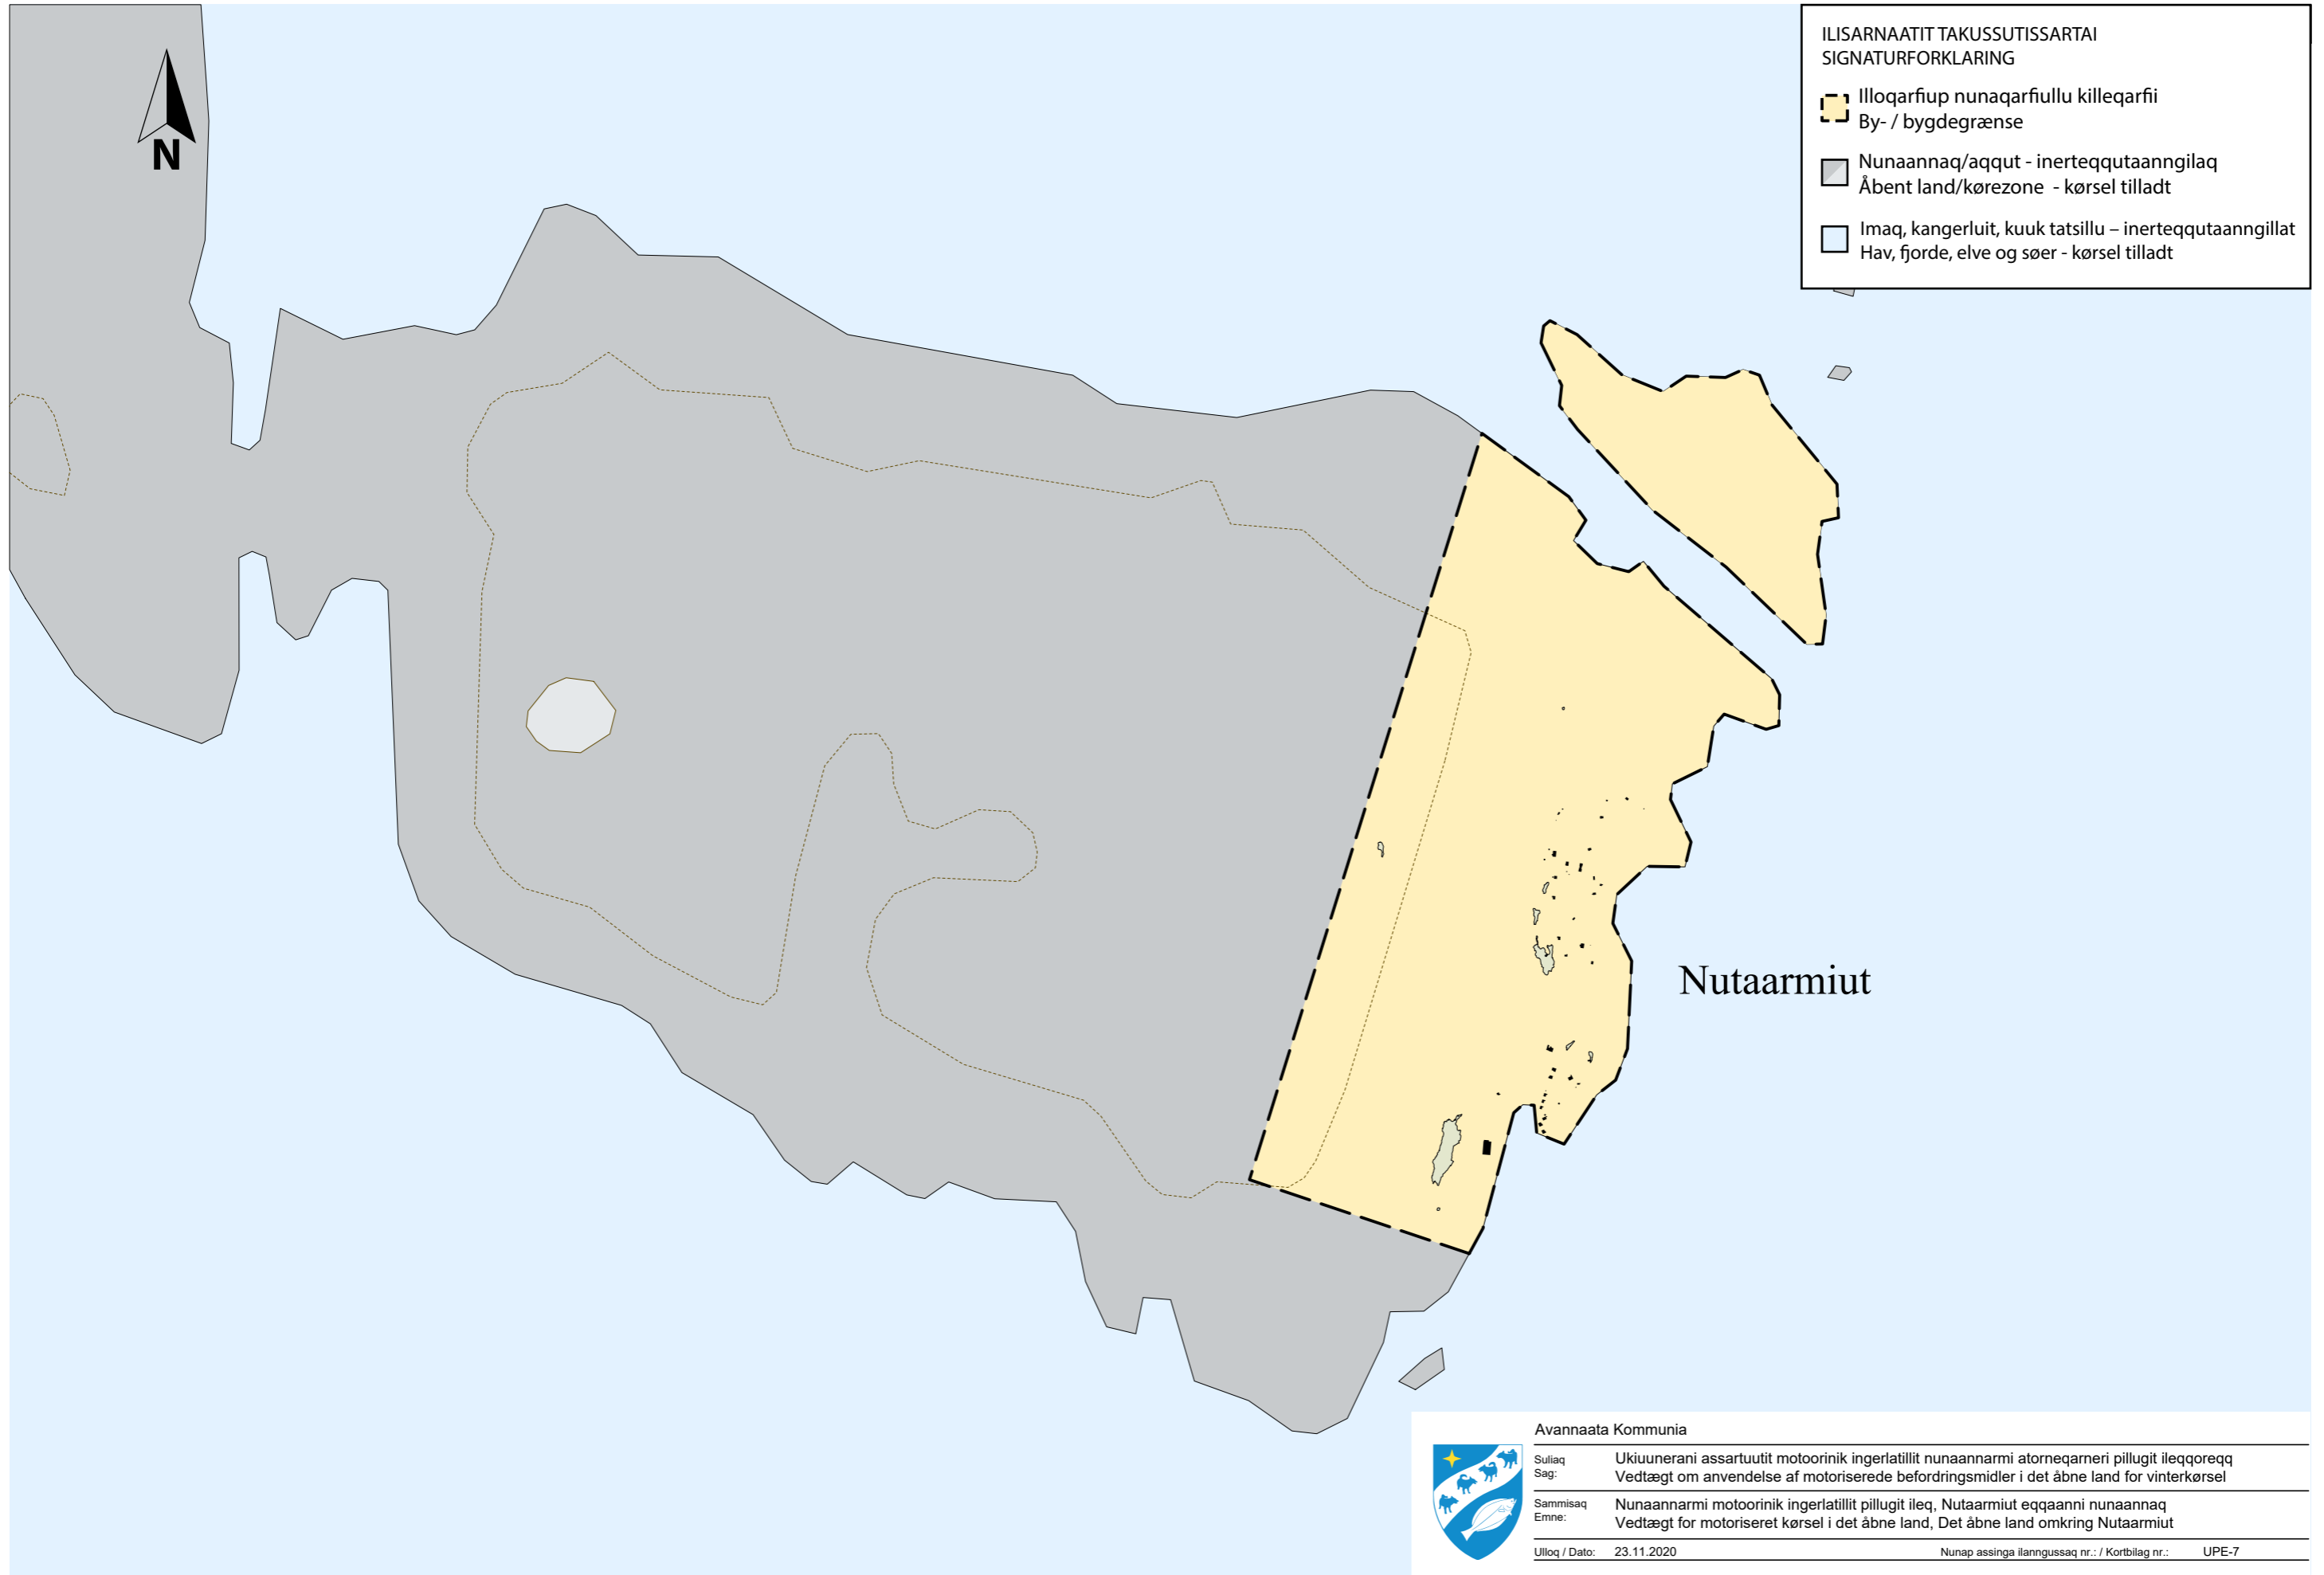 N
ILISARNAATIT TAKUSSUTISSARTAI
SIGNATURFORKLARING
Illoqarfiup nunaqarfiullu killeqarfii
By- / bygdegrænse
Nunaannaq/aqqut - inerteqqutaanngilaq
Åbent land/kørezone - kørsel tilladt
Imaq, kangerluit, kuuk tatsillu – inerteqqutaanngillat
Hav, fjorde, elve og søer - kørsel tilladt
Nutaarmiut
Avannaata Kommunia
Suliaq Ukiuunerani assartuutit motoorinik ingerlatillit nunaannarmi atorneqarneri pillugit ileqqoreqq
Sag: Vedtægt om anvendelse af motoriserede befordringsmidler i det åbne land for vinterkørsel
Sammisaq Nunaannarmi motoorinik ingerlatillit pillugit ileq, Nutaarmiut eqqaanni nunaannaq
Emne: Vedtægt for motoriseret kørsel i det åbne land, Det åbne land omkring Nutaarmiut
Ulloq / Dato: 23.11.2020 Nunap assinga ilanngussaq nr.: / Kortbilag nr.: UPE-7